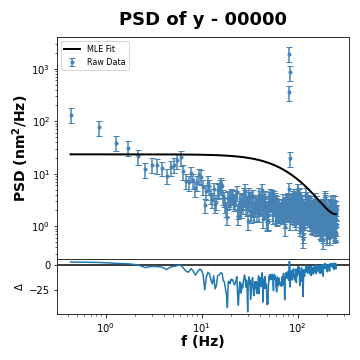 PSD of y - 00000
MLE Fit
Raw Data
PSD (nm²/Hz)
10³
10²
10¹
10⁰
0
−25
Δ
10⁰
10¹
10²
f (Hz)